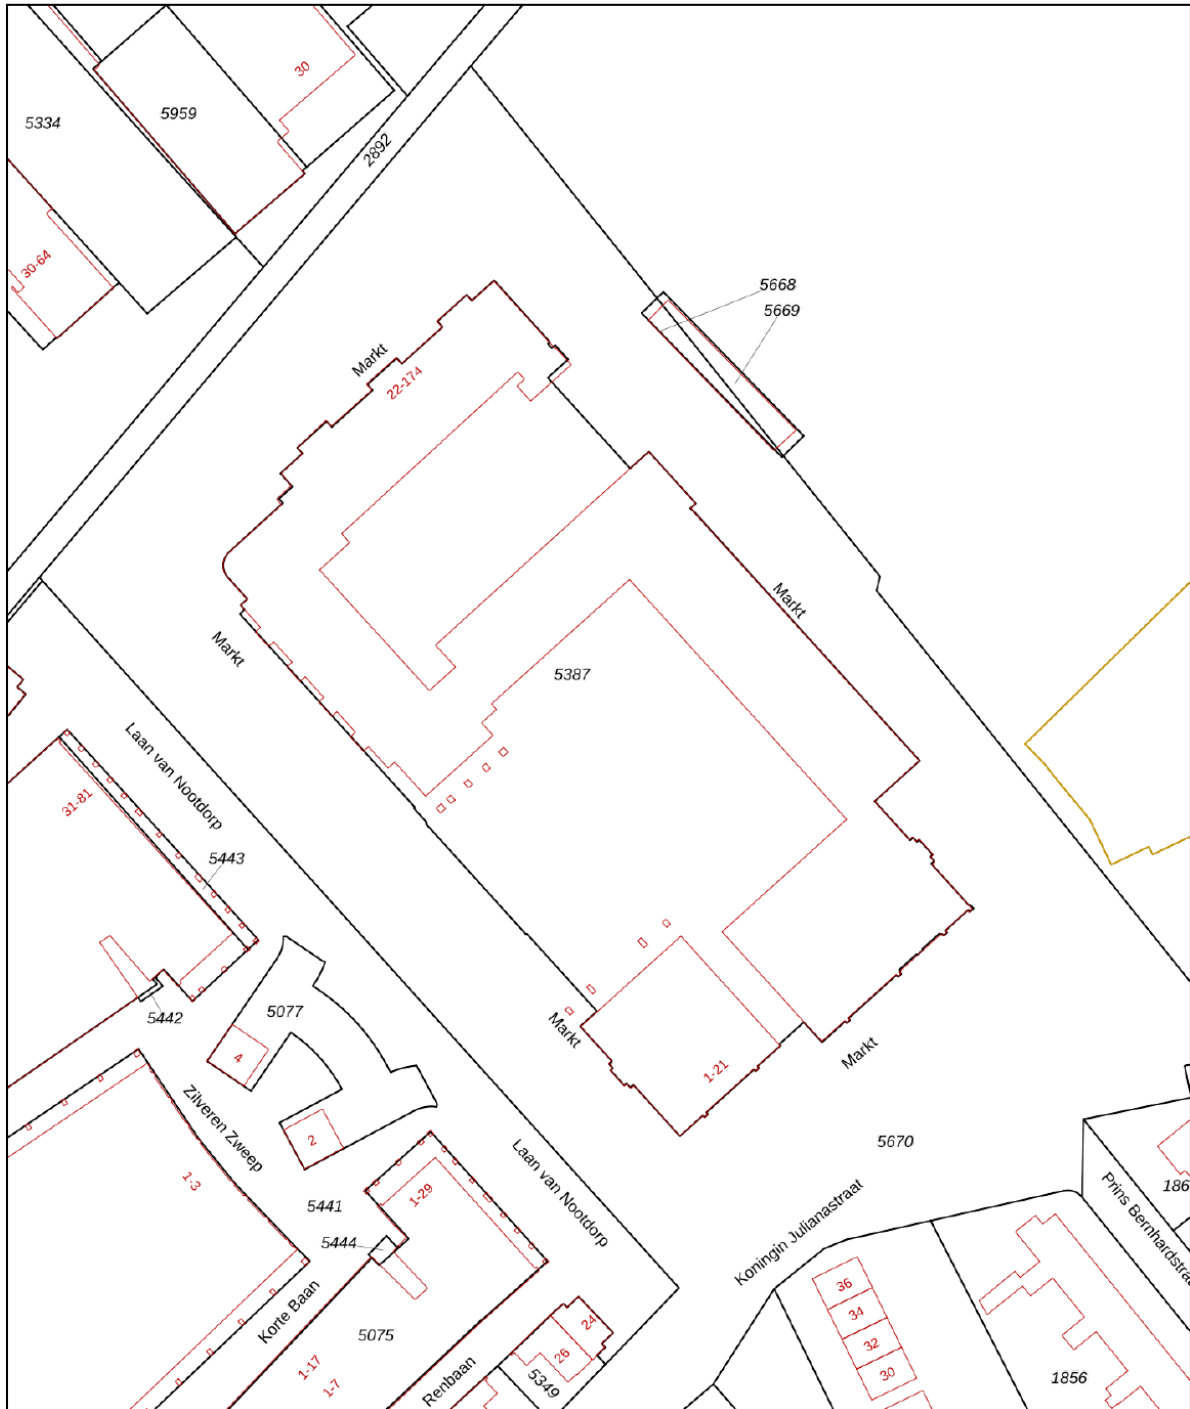 30
5959
5334
2892
30-64
5668
5669
Markt
22-174
Markt
Markt
5387
Laan van Nootdorp
31-81
5443
5442
5077
4
Markt
Markt
1-21
Zilveren Zweep
2
5670
1-3
1-29
Laan van Nootdorp
186
5441
5444
Koningin Julianastraat
Prins Bernhardstra
Korte Baan
36
34
32
30
5075
24
26
1-17
1-7
Renbaan
5349
1856